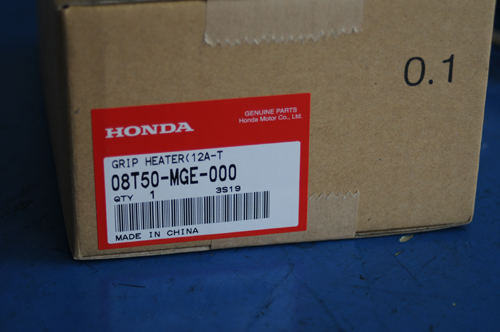 0.1
HONDA
GENUINE PARTS
Honda Motor Co., Ltd.
GRIP HEATER(12A-T
08T50-MGE-000
QTY 1 3S19
MADE IN CHINA